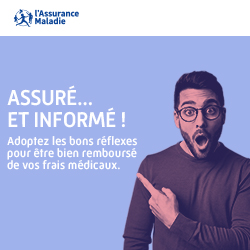 l'Assurance
Maladie
ASSURÉ...
ET INFORMÉ !
Adoptez les bons réflexes
pour être bien remboursé
de vos frais médicaux.